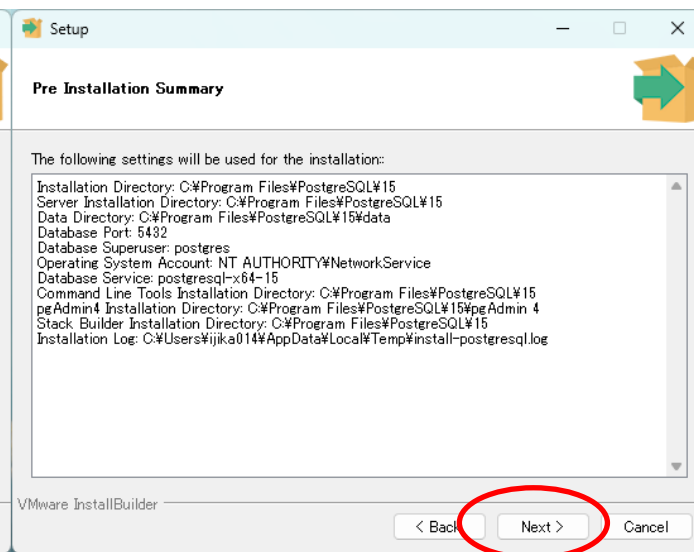 Setup
Pre Installation Summary
The following settings will be used for the installation::
Installation Directory: C:¥Program Files¥PostgreSQL¥15
Server Installation Directory: C:¥Program Files¥PostgreSQL¥15
Data Directory: C:¥Program Files¥PostgreSQL¥15¥data
Database Port: 5432
Database Superuser: postgres
Operating System Account: NT AUTHORITY¥NetworkService
Database Service: postgresql-x64-15
Command Line Tools Installation Directory: C:¥Program Files¥PostgreSQL¥15
pgAdmin4 Installation Directory: C:¥Program Files¥PostgreSQL¥15¥pgAdmin 4
Stack Builder Installation Directory: C:¥Program Files¥PostgreSQL¥15
Installation Log: C:¥Users¥ijika014¥AppData¥Local¥Temp¥install-postgresql.log
VMware InstallBuilder
< Back Next > Cancel